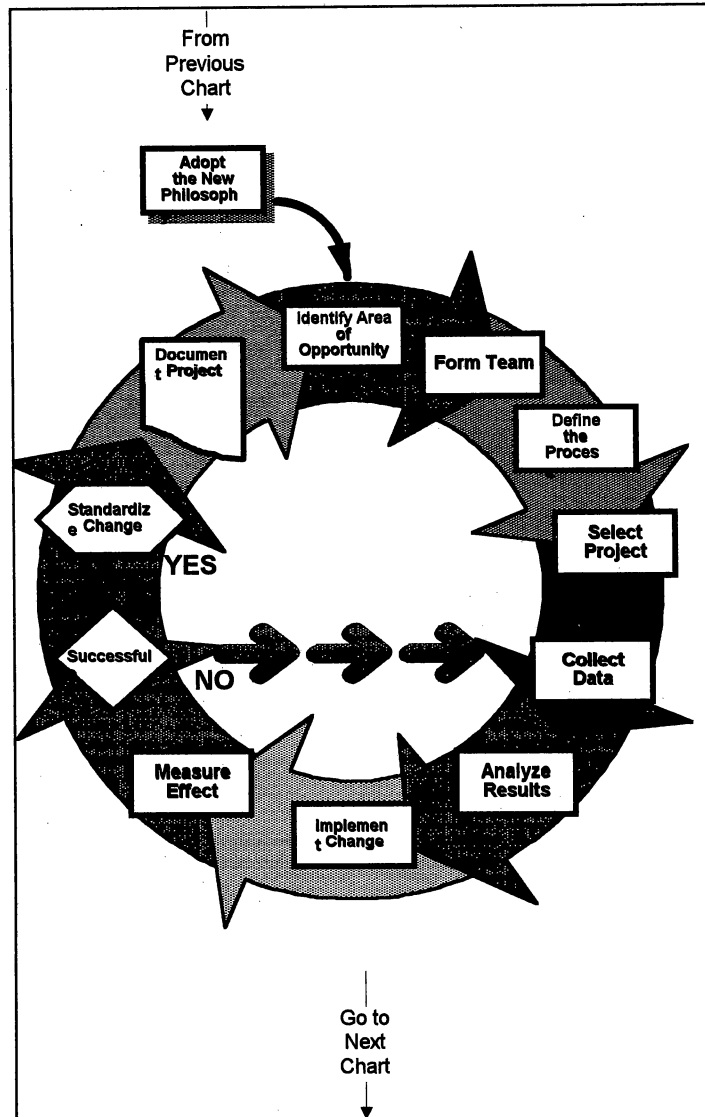 From
Previous
Chart
Adopt
the New
Philosoph
Identify Area
of
Opportunity
Form Team
Define
the
Proces
Select
Project
Collect
Data
Analyze
Results
Implemen
t Change
Measure
Effect
Successful
NO
YES
Standardiz
e Change
Documen
t Project
Go to
Next
Chart